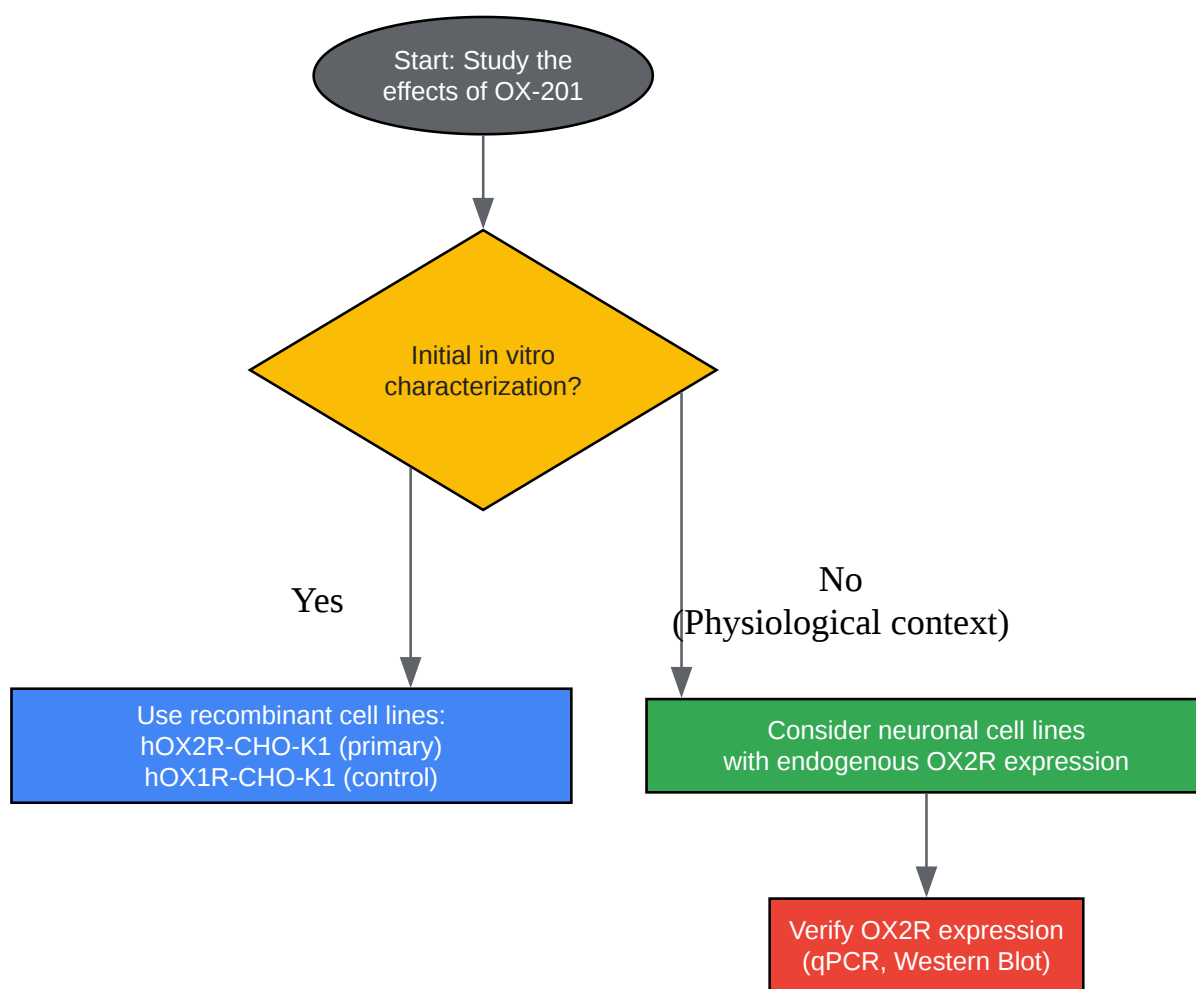 Start: Study the
effects of OX-201
Initial in vitro
characterization?
Yes
No
(Physiological context)
Use recombinant cell lines:
hOX2R-CHO-K1 (primary)
hOX1R-CHO-K1 (control)
Consider neuronal cell lines
with endogenous OX2R expression
Verify OX2R expression
(qPCR, Western Blot)